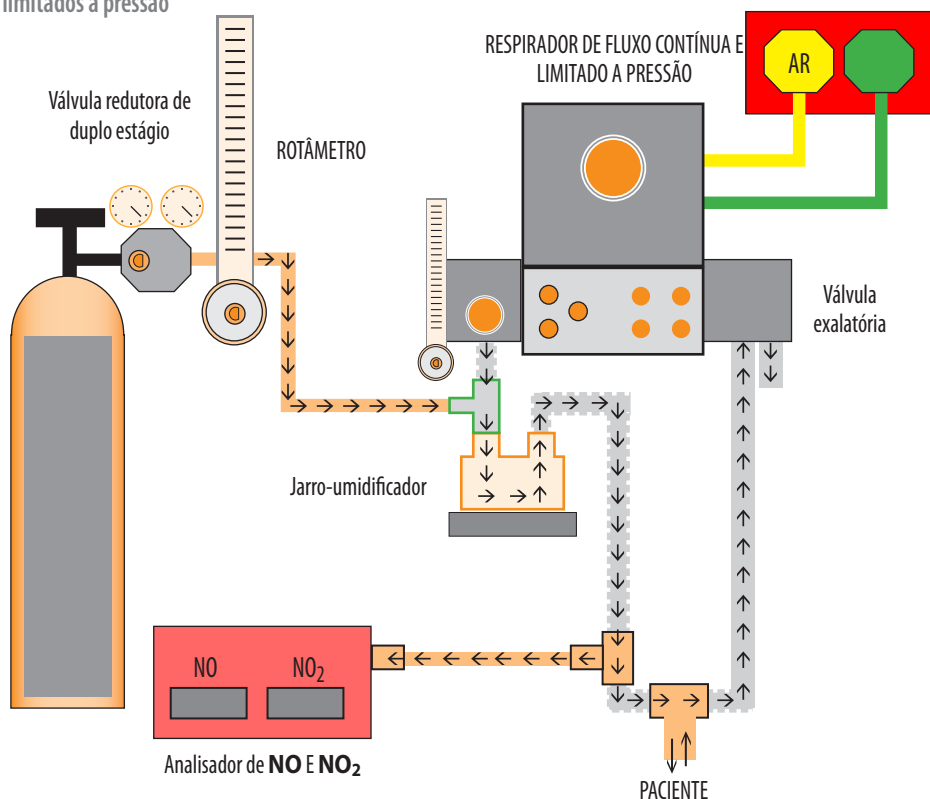 limitados à pressão
RESPIRADOR DE FLUXO CONTÍNUA E
LIMITADO A PRESSÃO
AR
Válvula redutora de
duplo estágio
ROTÂMETRO
Válvula
exalatória
Jarro-umidificador
NO
NO₂
Analisador de NO E NO₂
PACIENTE